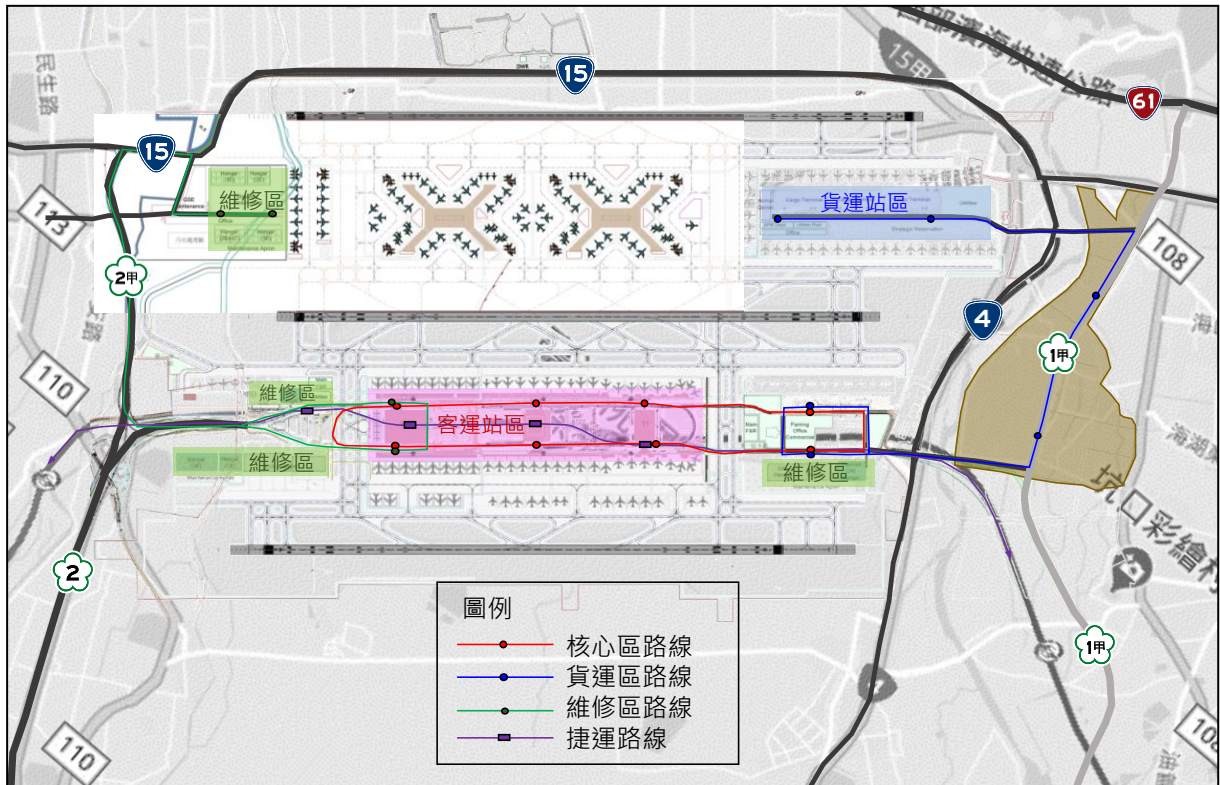 西部濱海快速公路
15甲
61
15
民生路
15
維修區
貨運站區
113
108
2甲
4
1甲
110
維修區
客運站區
Parking
Office
維修區
維修區
坑口彩繪村
2
圖例
核心區路線
貨運區路線
維修區路線
捷運路線
1甲
110
108